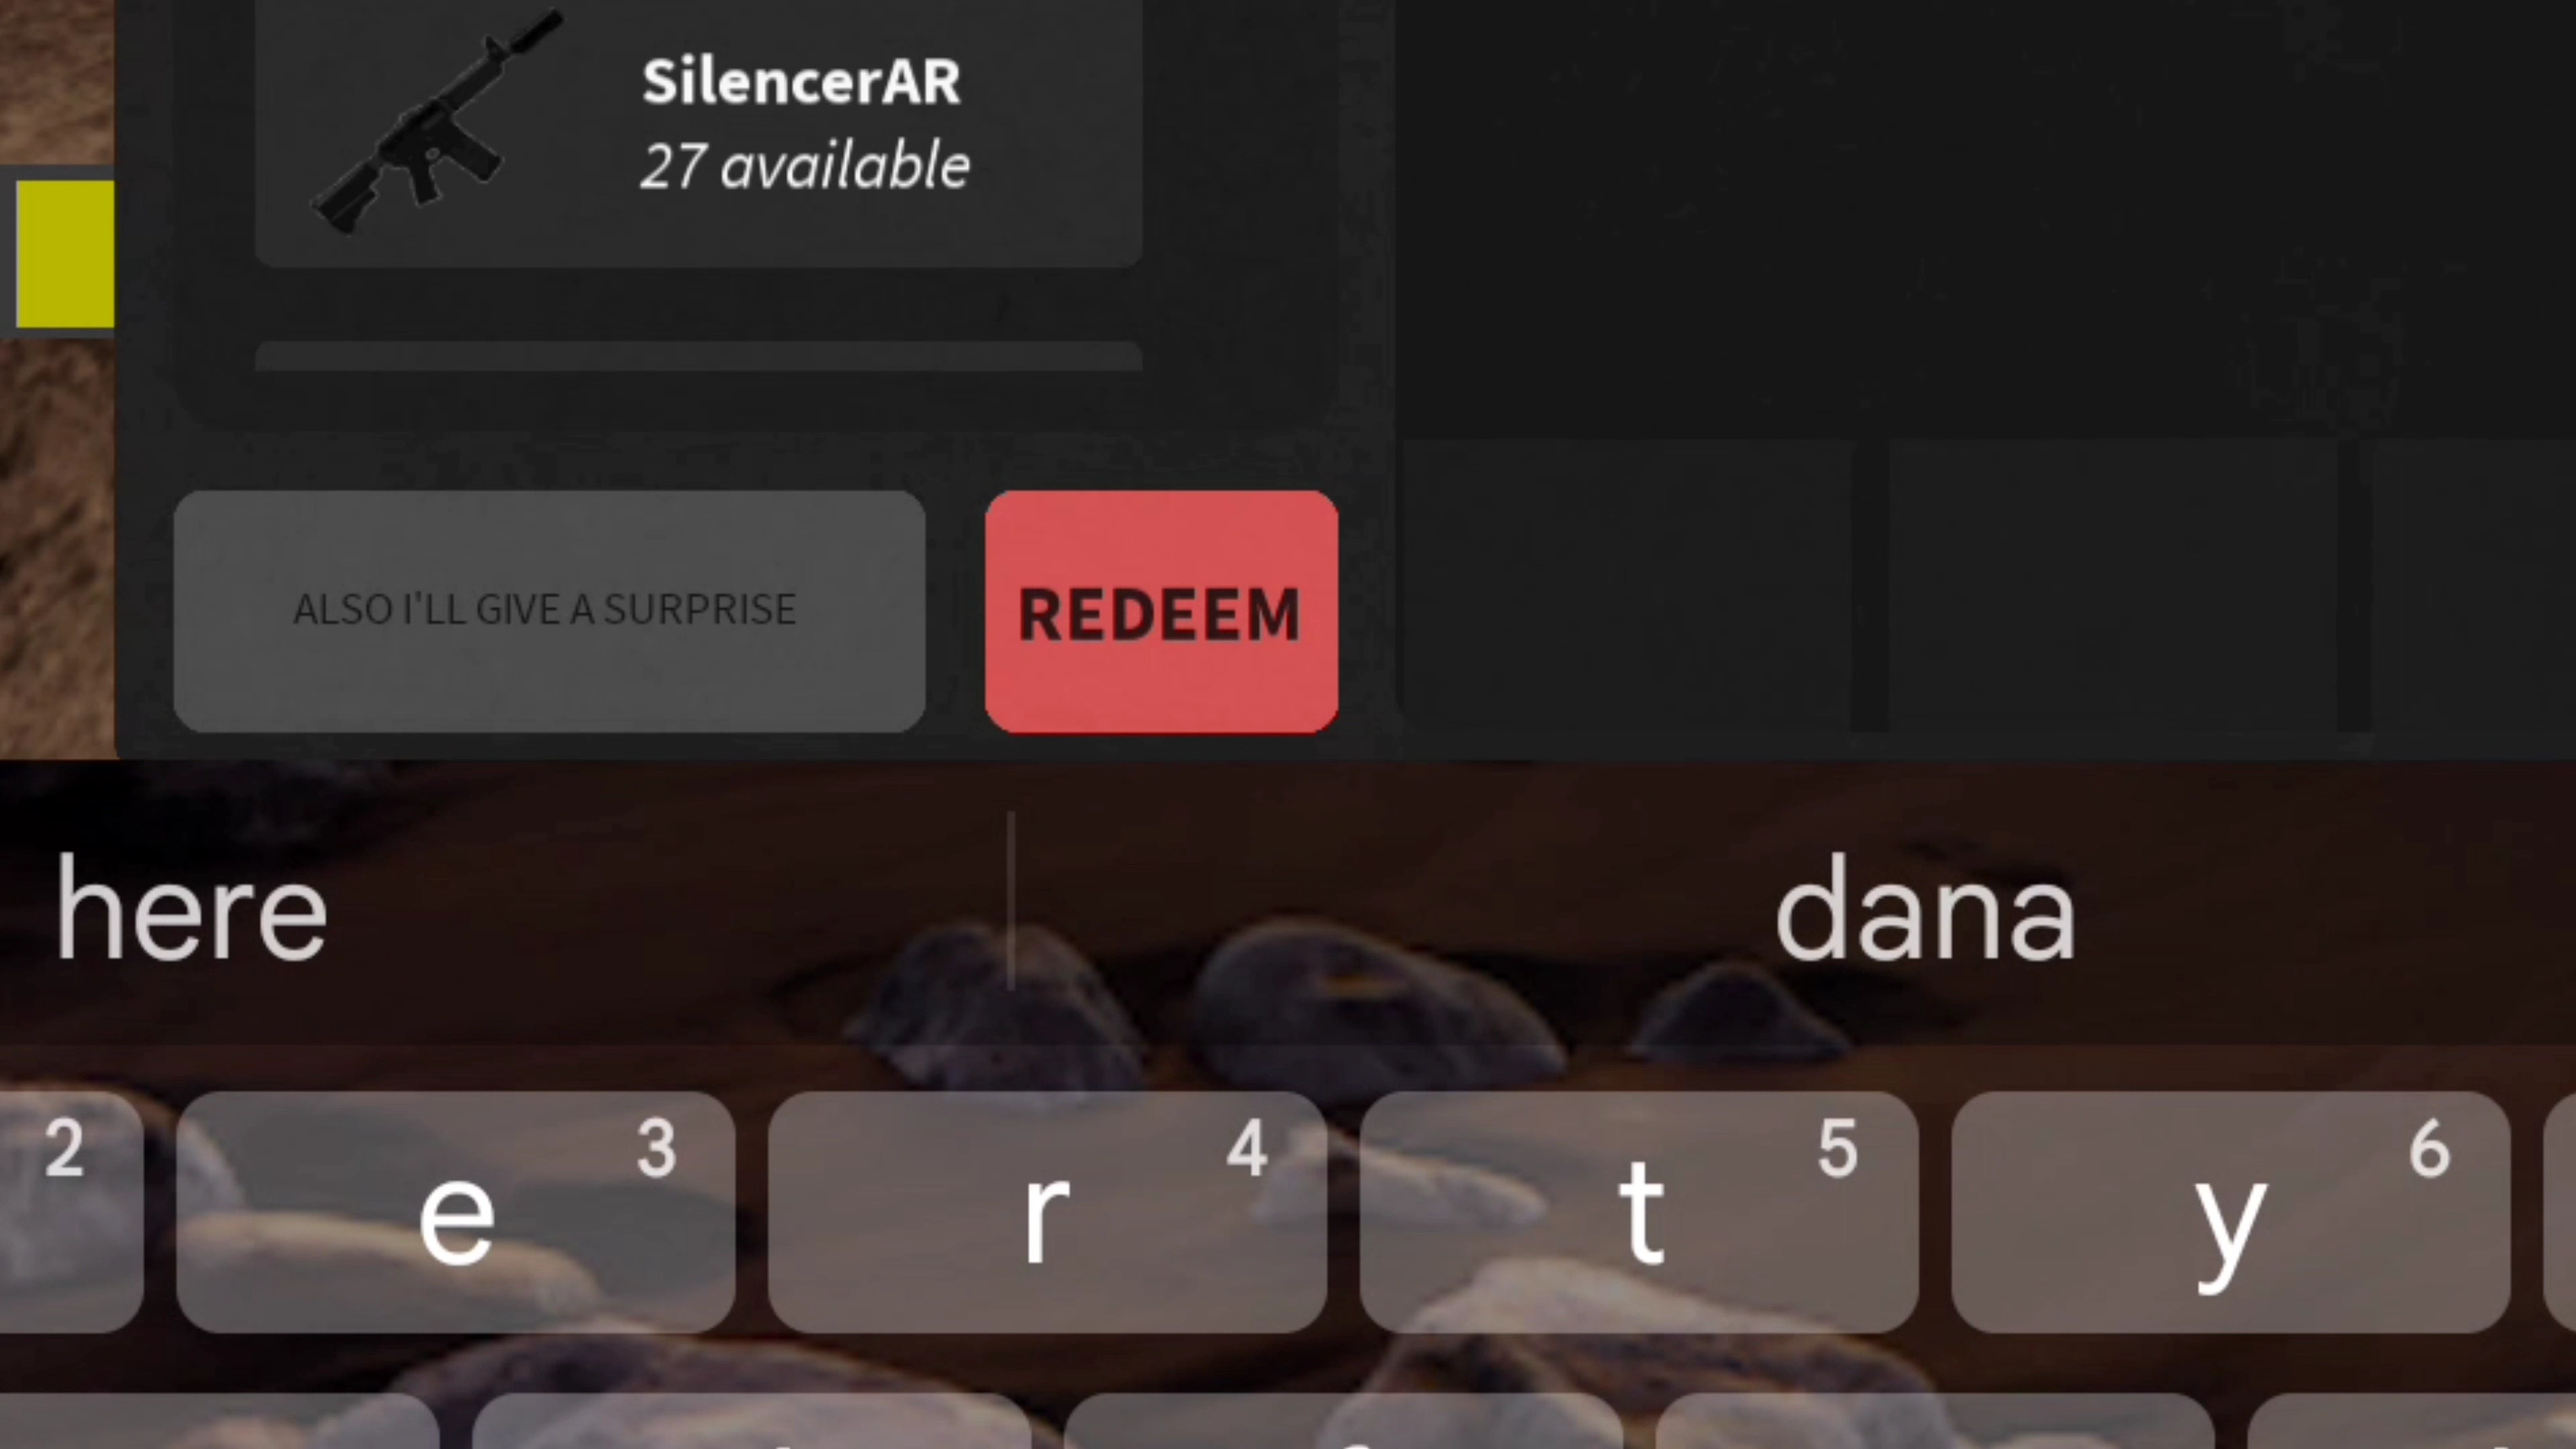 SilencerAR
27 available
ALSO I'LL GIVE A SURPRISE
REDEEM
here
dana
2
e 3
r 4
t 5
y 6